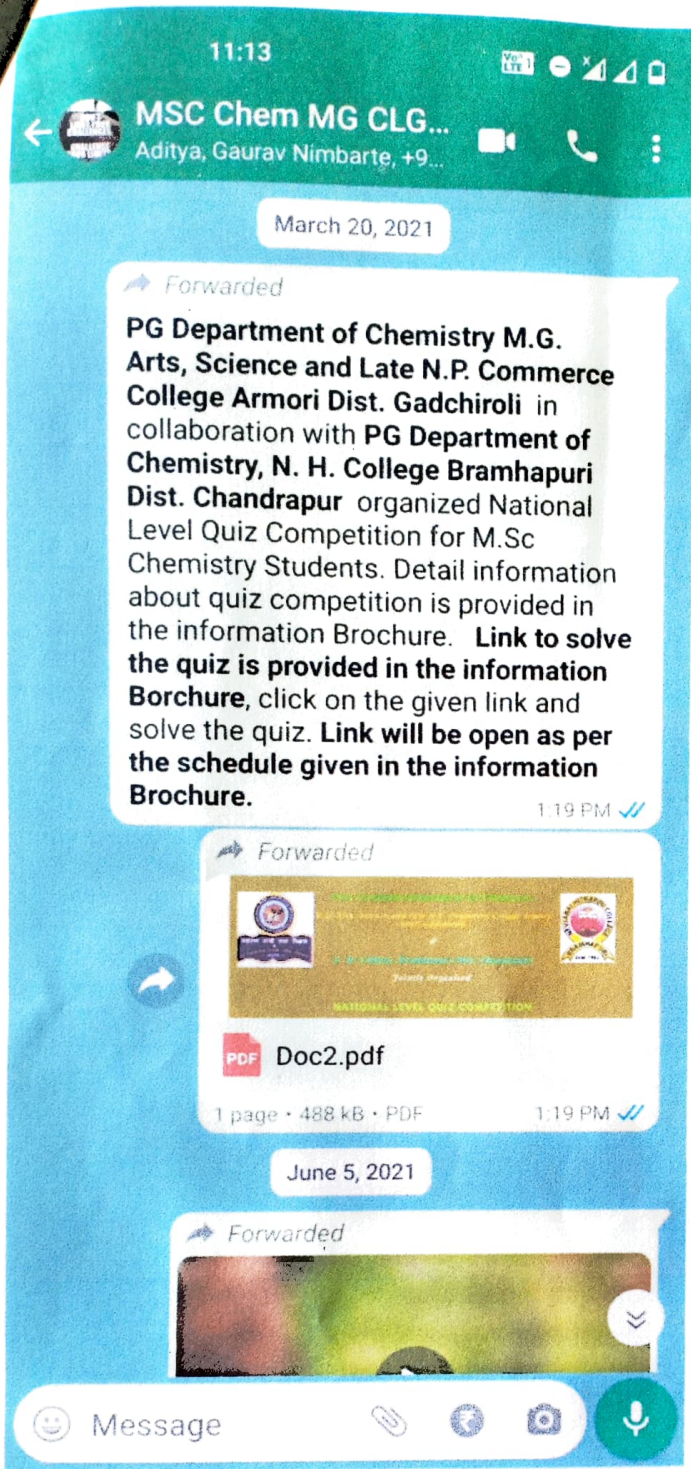 11:13
Vo LTE 1
MSC Chem MG CLG...
Aditya, Gaurav Nimbarte, +9...
March 20, 2021
Forwarded
PG Department of Chemistry M.G.
Arts, Science and Late N.P. Commerce
College Armori Dist. Gadchiroli in
collaboration with PG Department of
Chemistry, N. H. College Bramhapuri
Dist. Chandrapur organized National
Level Quiz Competition for M.Sc
Chemistry Students. Detail information
about quiz competition is provided in
the information Brochure. Link to solve
the quiz is provided in the information
Borchure, click on the given link and
solve the quiz. Link will be open as per
the schedule given in the information
Brochure.
1:19 PM
Forwarded
Jointly Organized
NATIONAL LEVEL QUIZ COMPETITION
PDF Doc2.pdf
1 page • 488 kB • PDF 1:19 PM
June 5, 2021
Forwarded
Message